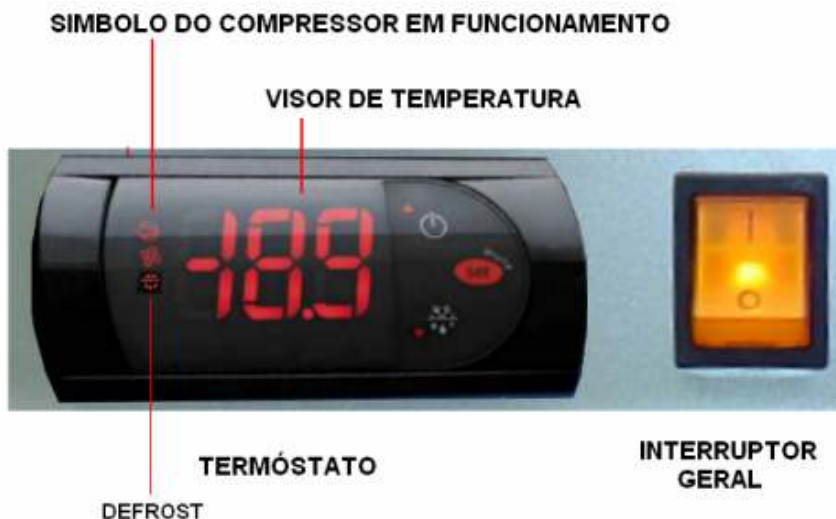 SIMBOLO DO COMPRESSOR EM FUNCIONAMENTO
VISOR DE TEMPERATURA
-18.9
SET
TERMÓSTATO
INTERRUPTOR
GERAL
DEFROST